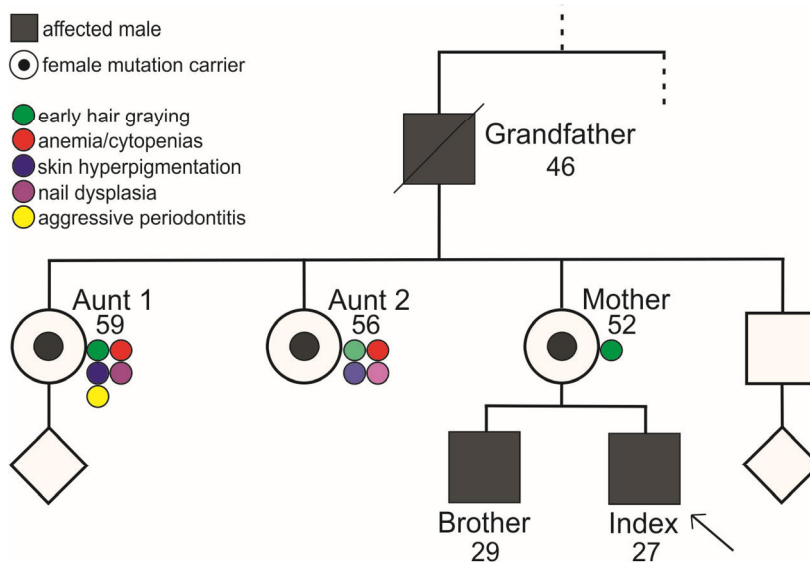 affected male
female mutation carrier
early hair graying
anemia/cytopenias
skin hyperpigmentation
nail dysplasia
aggressive periodontitis
Grandfather
46
Aunt 1
59
Aunt 2
56
Mother
52
Brother
29
Index
27